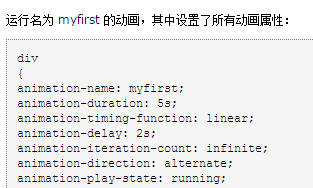 运行名为 myfirst 的动画，其中设置了所有动画属性：
div
{
animation-name: myfirst;
animation-duration: 5s;
animation-timing-function: linear;
animation-delay: 2s;
animation-iteration-count: infinite;
animation-direction: alternate;
animation-play-state: running;